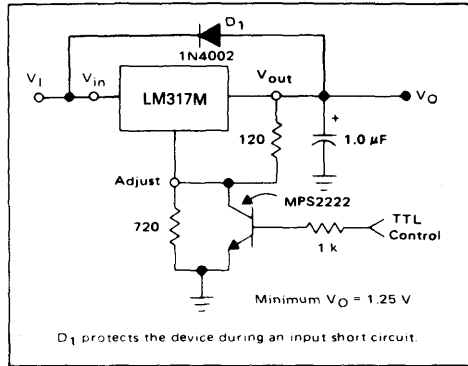 D1
1N4002
VI
Vin
LM317M
Vout
VO
120
+
1.0 µF
Adjust
MPS2222
720
1 k
TTL
Control
Minimum VO = 1.25 V
D1 protects the device during an input short circuit.